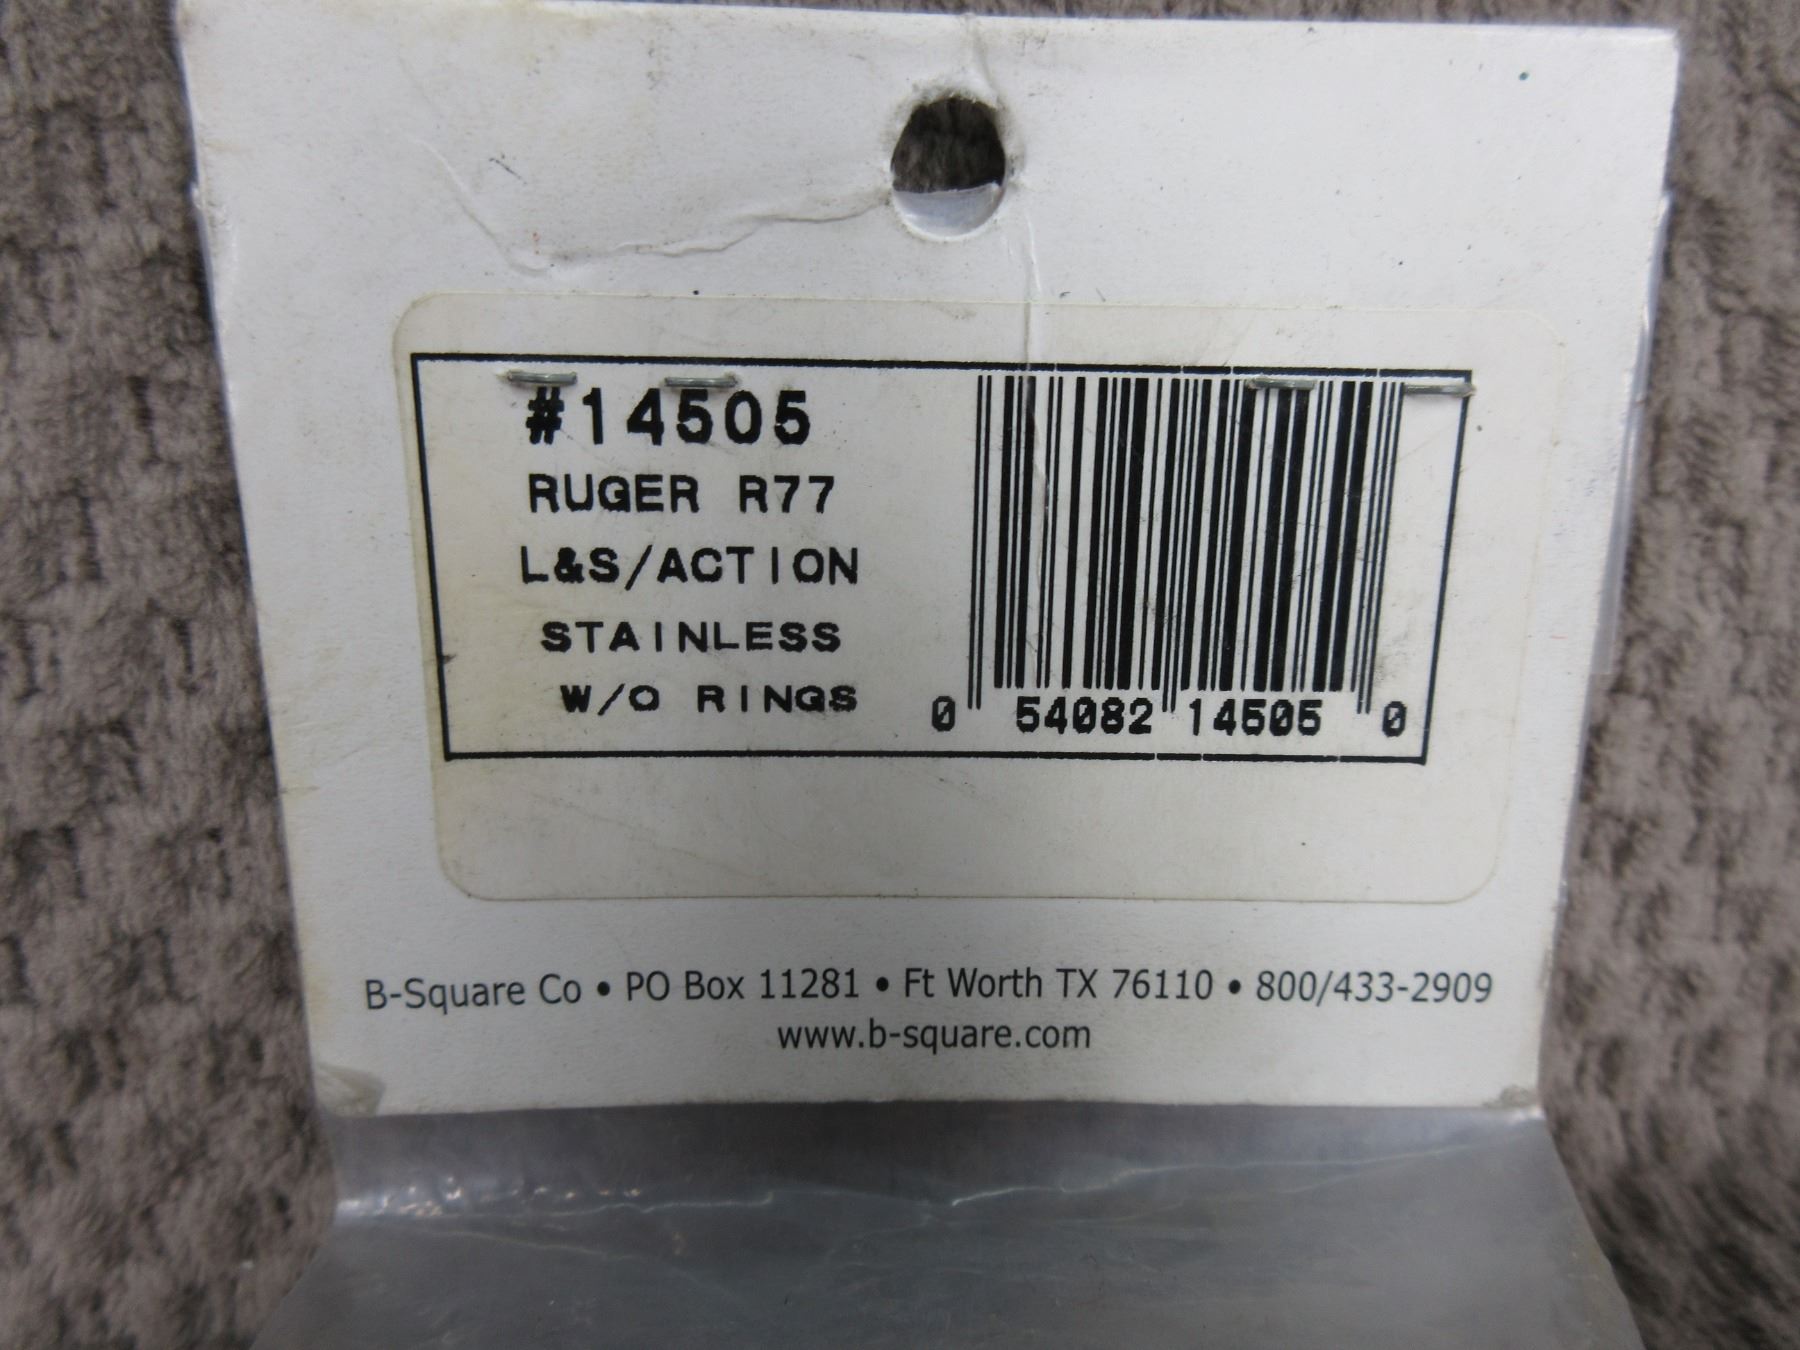 #14505
RUGER R77
L&S/ACTION
STAINLESS
W/O RINGS
0 54082 14505 0
B-Square Co • PO Box 11281 • Ft Worth TX 76110 • 800/433-2909
www.b-square.com